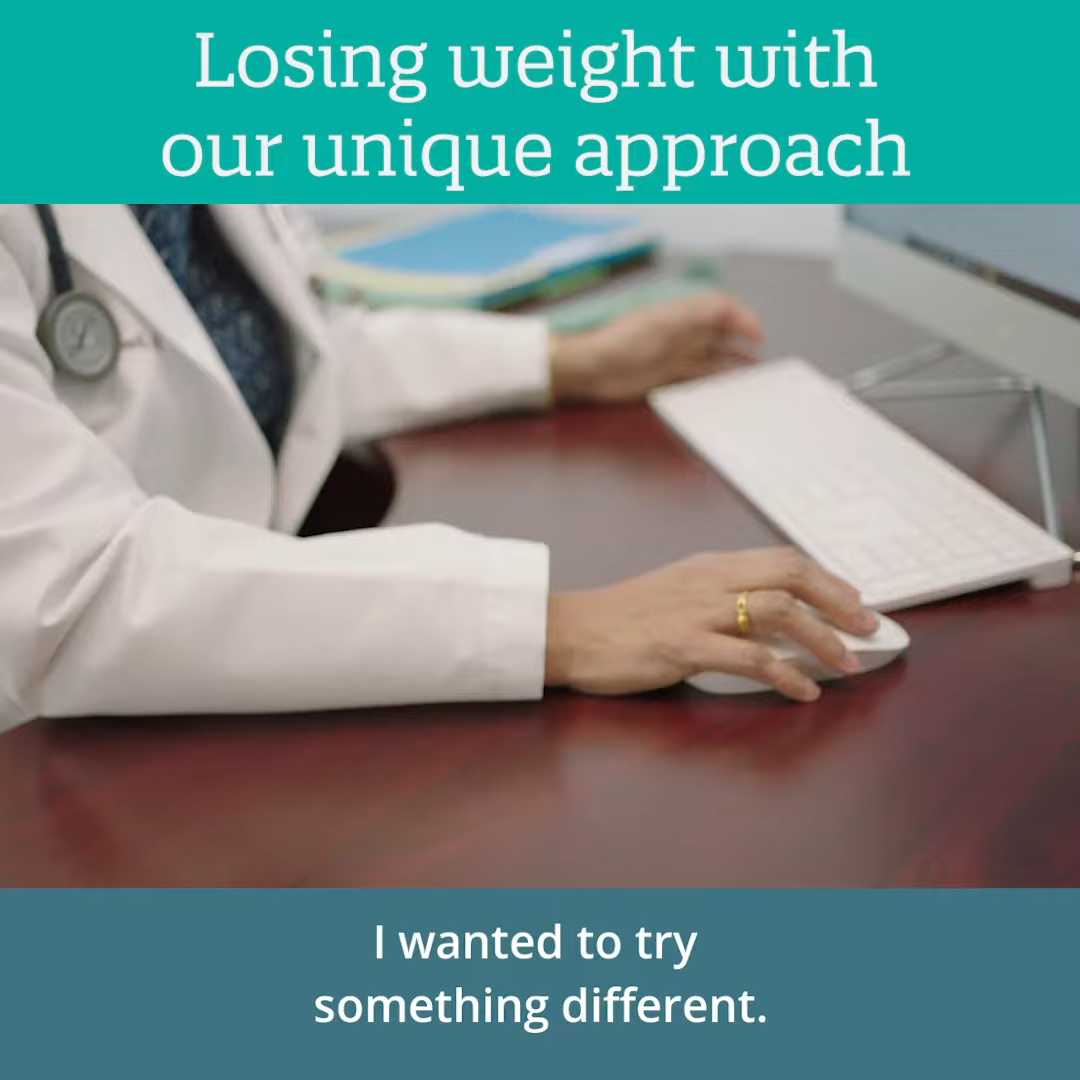 Losing weight with
our unique approach
I wanted to try
something different.